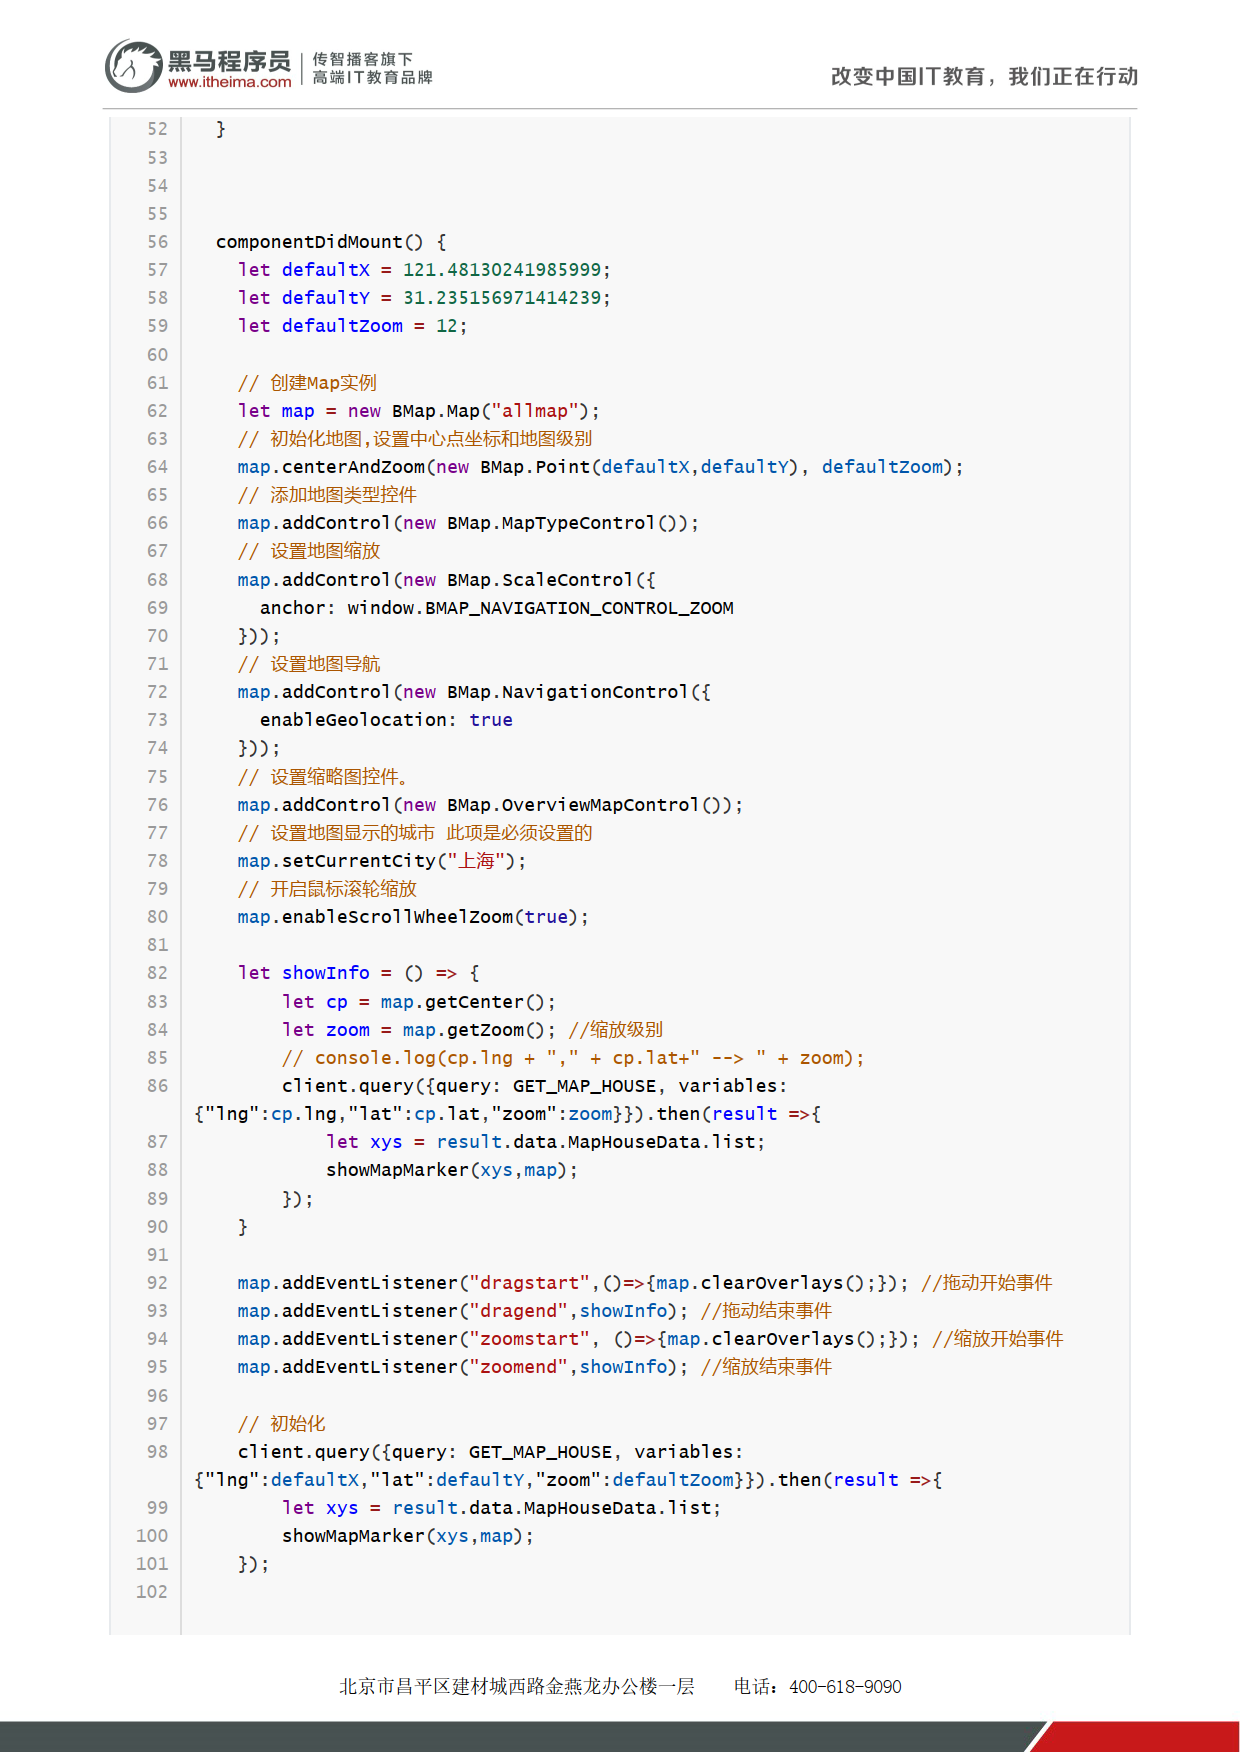 黑马程序员
www.itheima.com
传智播客旗下
高端IT教育品牌
改变中国IT教育，我们正在行动
52 }
53
54
55
56 componentDidMount() {
57 let defaultX = 121.48130241985999;
58 let defaultY = 31.235156971414239;
59 let defaultZoom = 12;
60
61 // 创建Map实例
62 let map = new BMap.Map("allmap");
63 // 初始化地图,设置中心点坐标和地图级别
64 map.centerAndZoom(new BMap.Point(defaultX,defaultY), defaultZoom);
65 // 添加地图类型控件
66 map.addControl(new BMap.MapTypeControl());
67 // 设置地图缩放
68 map.addControl(new BMap.ScaleControl({
69 anchor: window.BMAP_NAVIGATION_CONTROL_ZOOM
70 }));
71 // 设置地图导航
72 map.addControl(new BMap.NavigationControl({
73 enableGeolocation: true
74 }));
75 // 设置缩略图控件。
76 map.addControl(new BMap.OverviewMapControl());
77 // 设置地图显示的城市 此项是必须设置的
78 map.setCurrentCity("上海");
79 // 开启鼠标滚轮缩放
80 map.enableScrollWheelZoom(true);
81
82 let showInfo = () => {
83 let cp = map.getCenter();
84 let zoom = map.getZoom(); //缩放级别
85 // console.log(cp.lng + "," + cp.lat+" --> " + zoom);
86 client.query({query: GET_MAP_HOUSE, variables:
{"lng":cp.lng,"lat":cp.lat,"zoom":zoom}}).then(result =>{
87 let xys = result.data.MapHouseData.list;
88 showMapMarker(xys,map);
89 });
90 }
91
92 map.addEventListener("dragstart",()=>{map.clearOverlays();}); //拖动开始事件
93 map.addEventListener("dragend",showInfo); //拖动结束事件
94 map.addEventListener("zoomstart", ()=>{map.clearOverlays();}); //缩放开始事件
95 map.addEventListener("zoomend",showInfo); //缩放结束事件
96
97 // 初始化
98 client.query({query: GET_MAP_HOUSE, variables:
{"lng":defaultX,"lat":defaultY,"zoom":defaultZoom}}).then(result =>{
99 let xys = result.data.MapHouseData.list;
100 showMapMarker(xys,map);
101 });
102
北京市昌平区建材城西路金燕龙办公楼一层 电话：400-618-9090